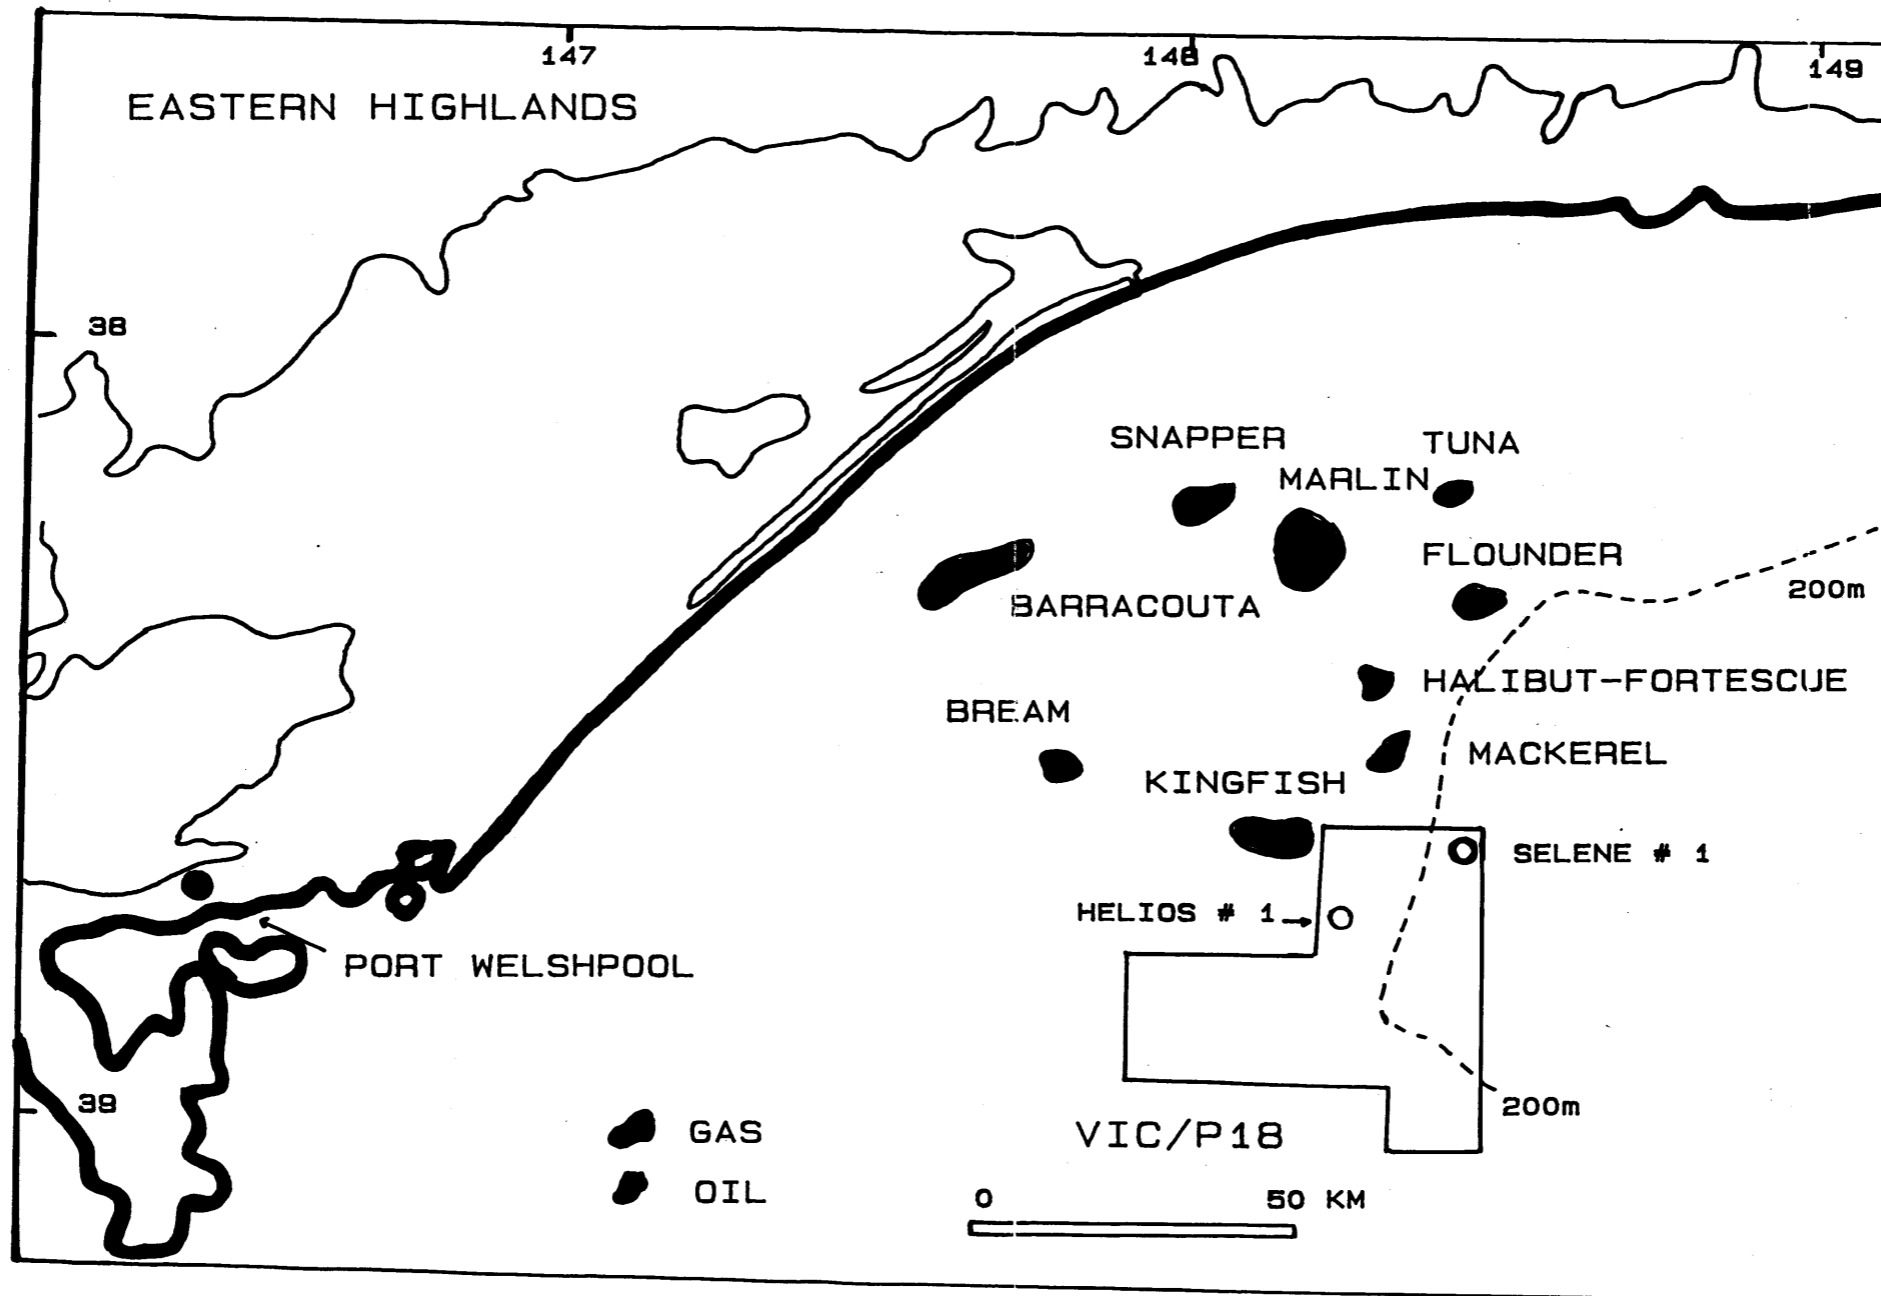 147
148
149
EASTERN HIGHLANDS
38
SNAPPER
TUNA
MARLIN
FLOUNDER
200m
BARRACOUTA
HALIBUT-FORTESCUE
BREAM
MACKEREL
KINGFISH
SELENE # 1
HELIOS # 1
PORT WELSHPOOL
39
200m
GAS
VIC/P18
OIL
0 50 KM